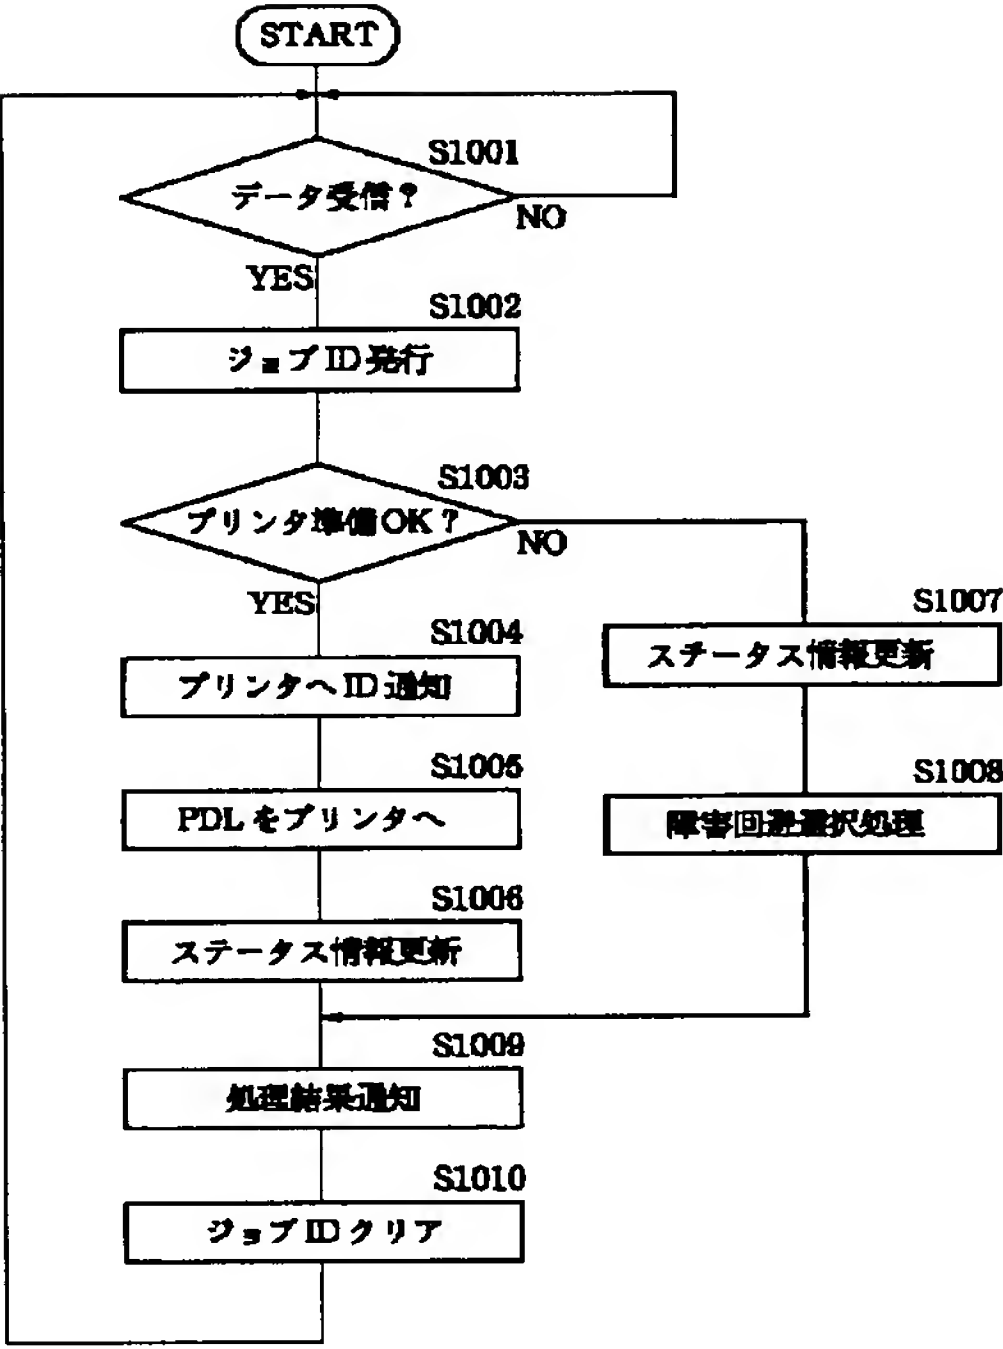 START
S1001
データ受信？
NO
YES
S1002
ジョブID発行
S1003
プリンタ準備OK？
NO
YES
S1004
プリンタへID通知
S1005
PDLをプリンタへ
S1006
ステータス情報更新
S1007
ステータス情報更新
S1008
障害回避選択処理
S1009
処理結果通知
S1010
ジョブIDクリア